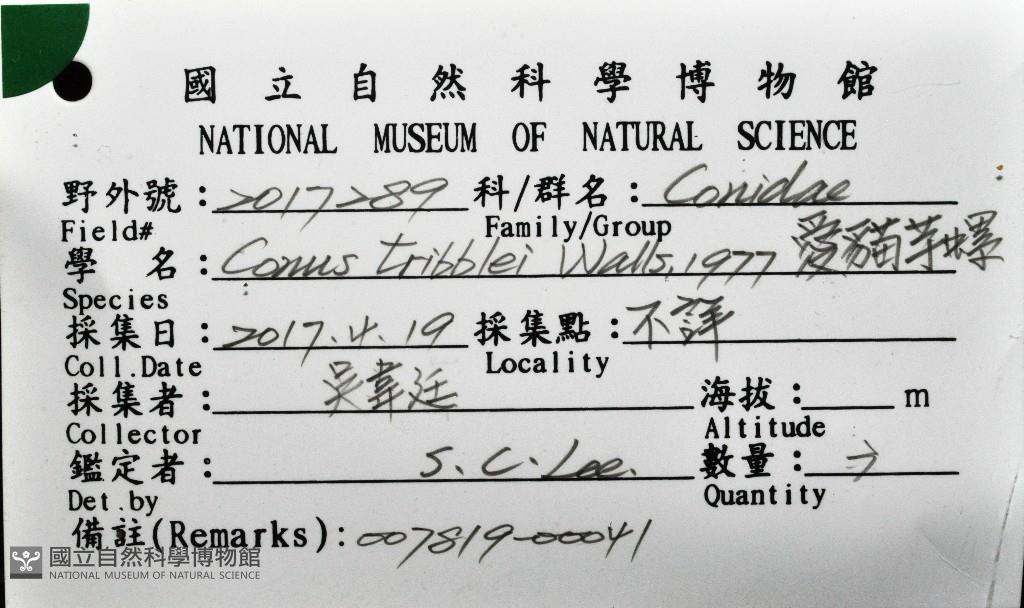 國立自然科學博物館
NATIONAL MUSEUM OF NATURAL SCIENCE
野外號：2017289 科/群名：Conidae
Field# Family/Group
學名：Conus tribblei Walls, 1977 愛貓芋螺
Species
採集日：2017.4.19 採集點：不詳
Coll.Date Locality
採集者：吳韋廷 海拔： m
Collector Altitude
鑑定者：S. C. Lee. 數量：
Det.by Quantity
備註(Remarks)：007819-00041
國立自然科學博物館
NATIONAL MUSEUM OF NATURAL SCIENCE